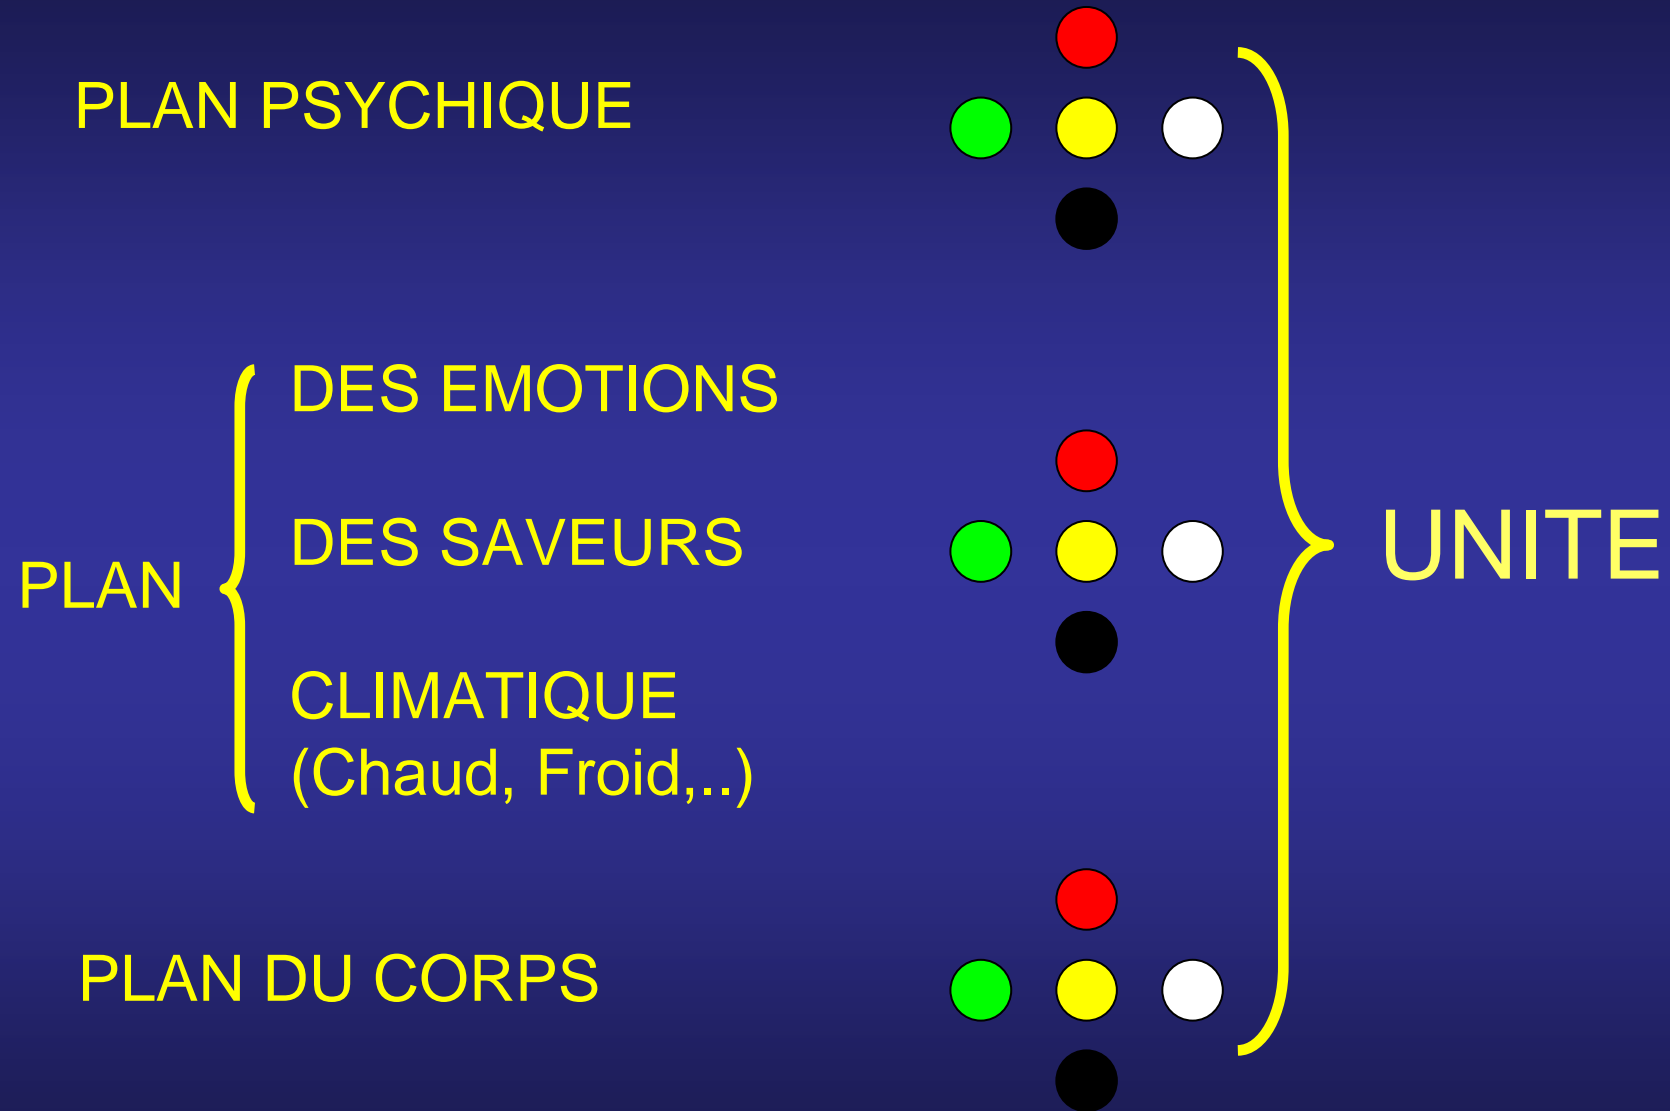 PLAN PSYCHIQUE
PLAN
DES EMOTIONS
DES SAVEURS
CLIMATIQUE
(Chaud, Froid,..)
PLAN DU CORPS
UNITE